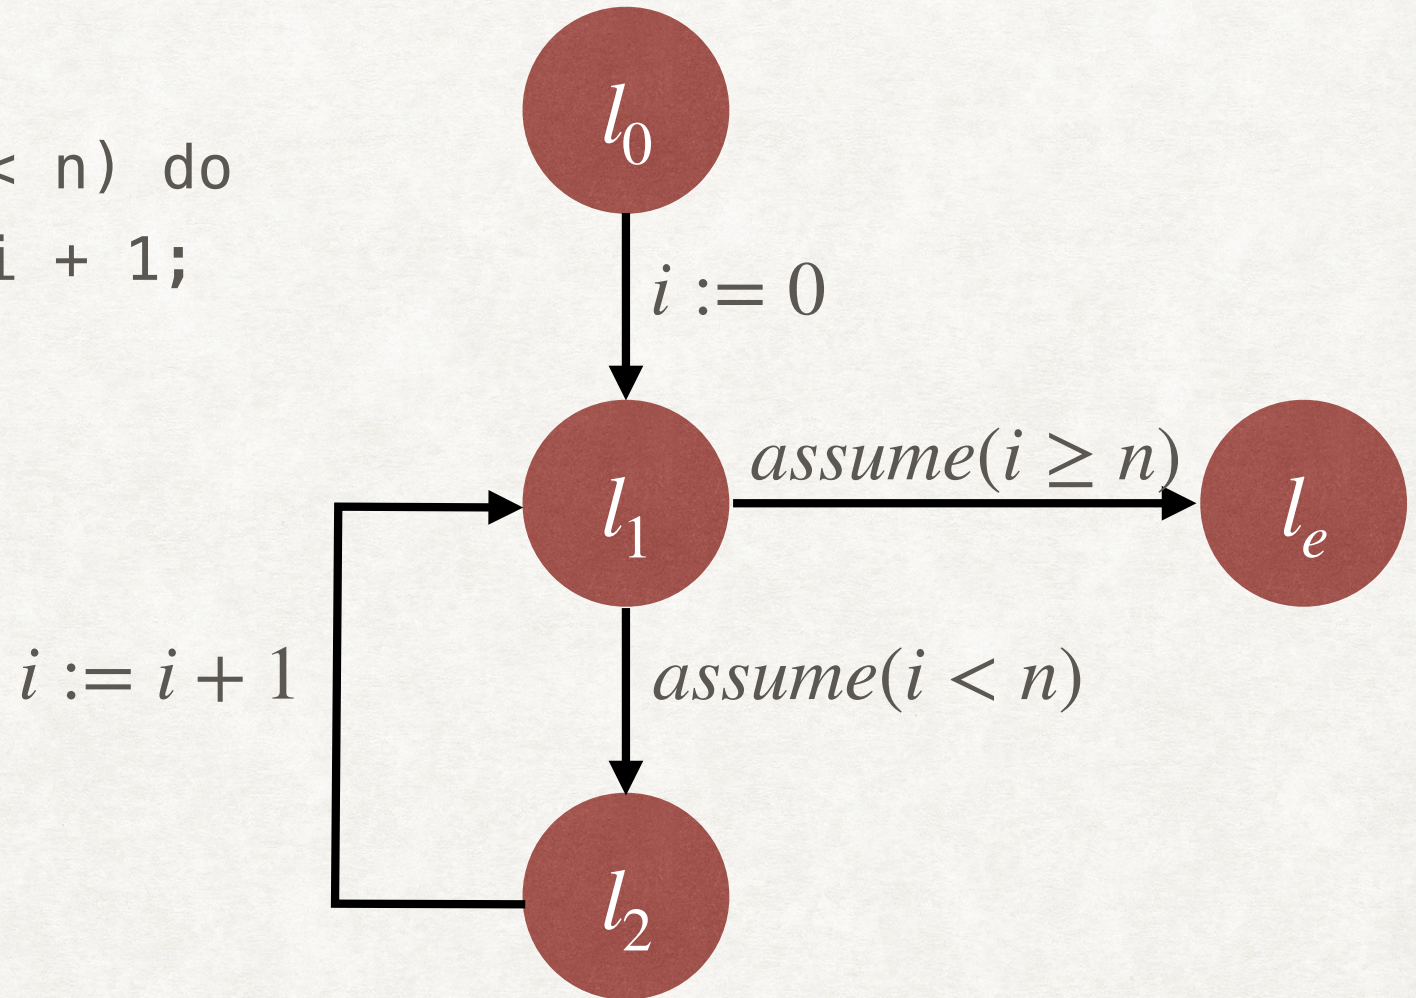 l₀
< n) do
i + 1;
i := 0
assume(i ≥ n)
l₁
lₑ
i := i + 1
assume(i < n)
l₂